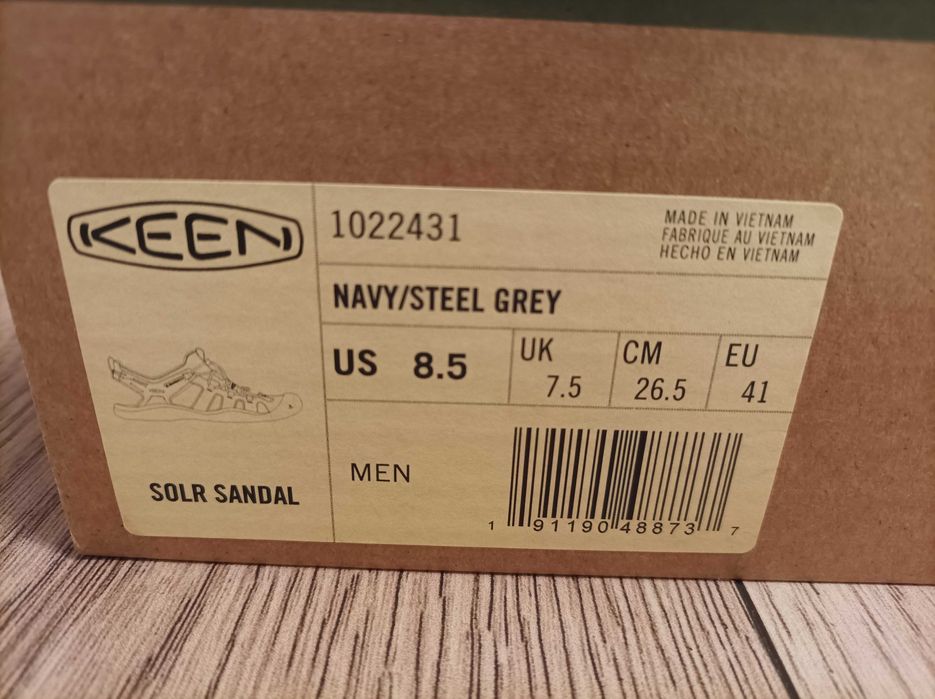 KEEN
1022431
MADE IN VIETNAM
FABRIQUE AU VIETNAM
HECHO EN VIETNAM
NAVY/STEEL GREY
US 8.5
UK 7.5
CM 26.5
EU 41
KEEN
SOLR SANDAL
MEN
1 91190 48873 7